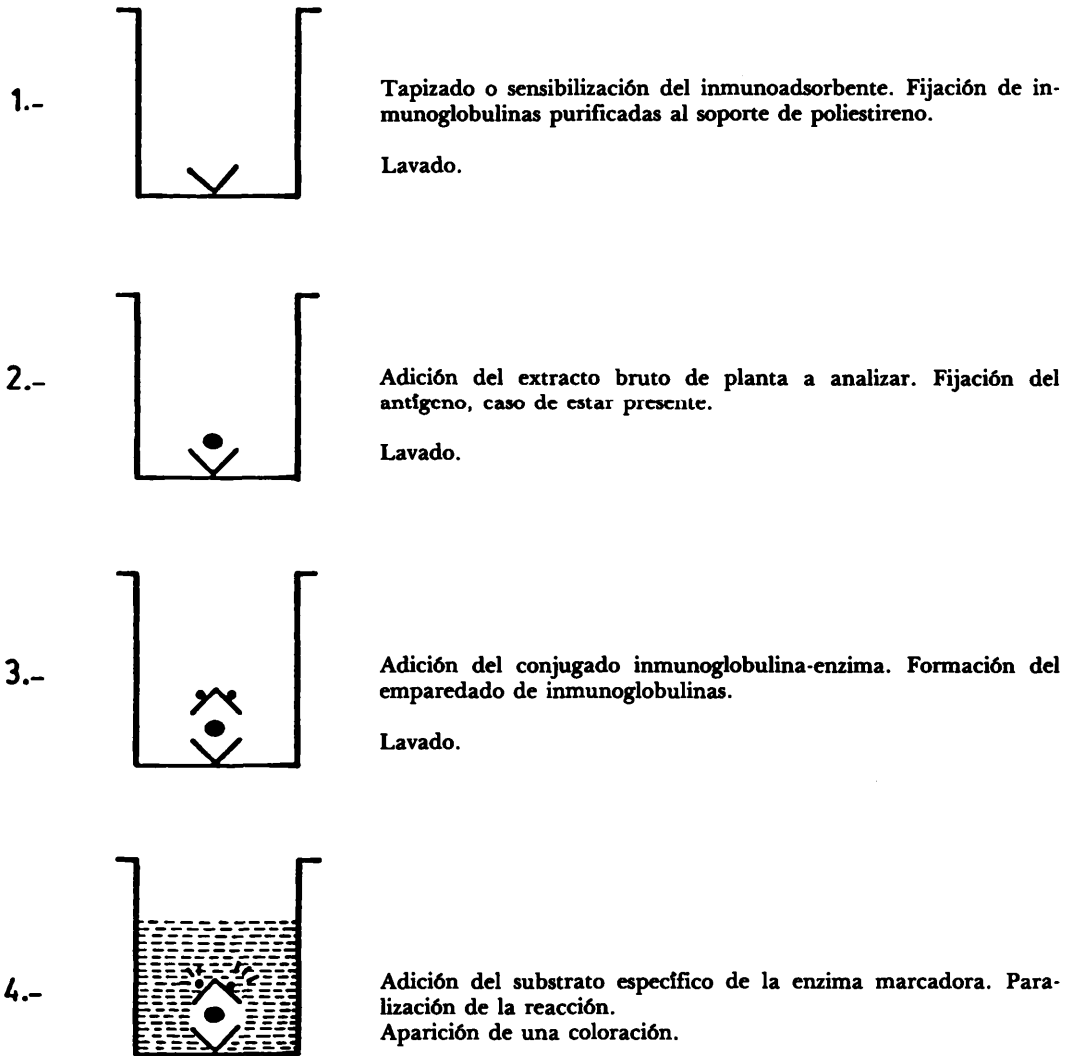 1.-
Tapizado o sensibilización del inmunoadsorbente. Fijación de in-
munoglobulinas purificadas al soporte de poliestireno.
Lavado.
2.-
Adición del extracto bruto de planta a analizar. Fijación del
antígeno, caso de estar presente.
Lavado.
3.-
Adición del conjugado inmunoglobulina-enzima. Formación del
emparedado de inmunoglobulinas.
Lavado.
4.-
Adición del substrato específico de la enzima marcadora. Para-
lización de la reacción.
Aparición de una coloración.